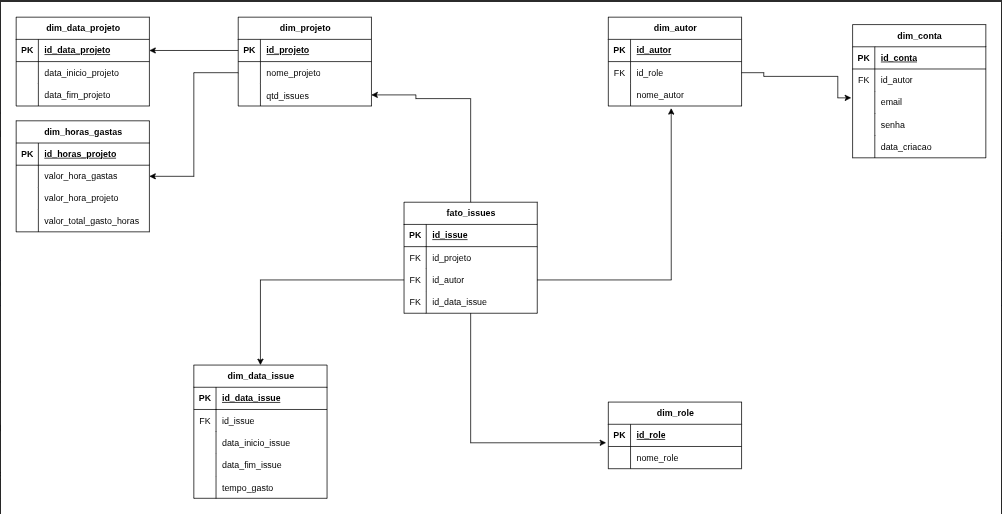 dim_data_projeto
PK id_data_projeto
data_inicio_projeto
data_fim_projeto
dim_projeto
PK id_projeto
nome_projeto
qtd_issues
dim_autor
PK id_autor
FK id_role
nome_autor
dim_conta
PK id_conta
FK id_autor
email
senha
data_criacao
dim_horas_gastas
PK id_horas_projeto
valor_hora_gastas
valor_hora_projeto
valor_total_gasto_horas
fato_issues
PK id_issue
FK id_projeto
FK id_autor
FK id_data_issue
dim_data_issue
PK id_data_issue
FK id_issue
data_inicio_issue
data_fim_issue
tempo_gasto
dim_role
PK id_role
nome_role